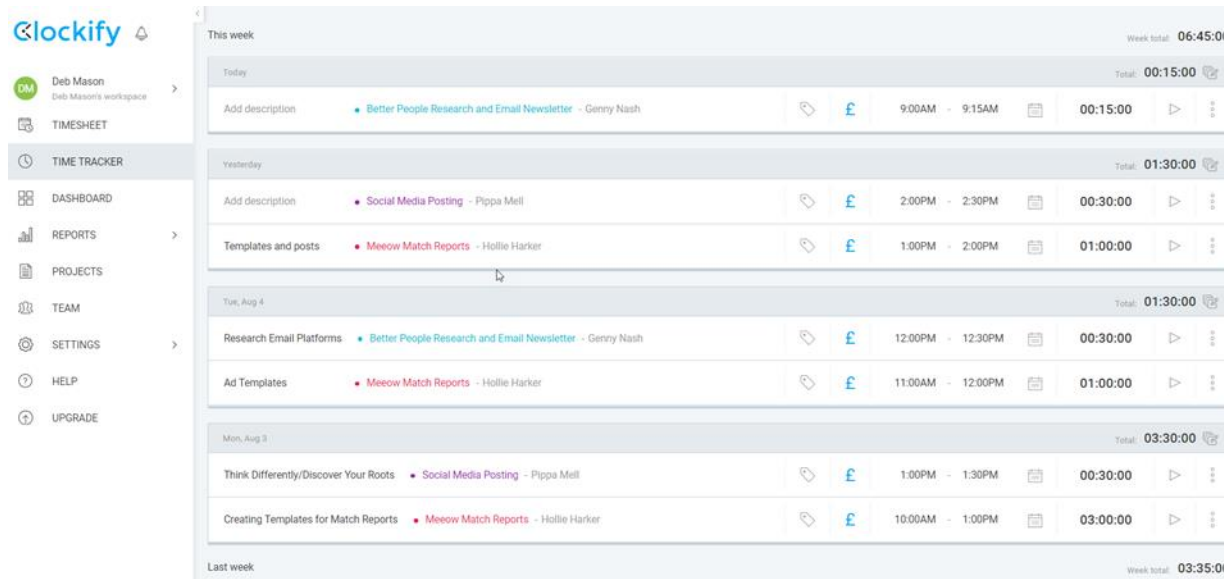 Clockify
This week
Week total: 06:45:00
DM
Deb Mason
Deb Mason's workspace
TIMESHEET
TIME TRACKER
DASHBOARD
REPORTS
PROJECTS
TEAM
SETTINGS
HELP
UPGRADE
Today
Total: 00:15:00
Add description • Better People Research and Email Newsletter - Genny Nash £ 9:00AM - 9:15AM 00:15:00
Yesterday
Total: 01:30:00
Add description • Social Media Posting - Pippa Mell £ 2:00PM - 2:30PM 00:30:00
Templates and posts • Meeow Match Reports - Hollie Harker £ 1:00PM - 2:00PM 01:00:00
Tue, Aug 4
Total: 01:30:00
Research Email Platforms • Better People Research and Email Newsletter - Genny Nash £ 12:00PM - 12:30PM 00:30:00
Ad Templates • Meeow Match Reports - Hollie Harker £ 11:00AM - 12:00PM 01:00:00
Mon, Aug 3
Total: 03:30:00
Think Differently/Discover Your Roots • Social Media Posting - Pippa Mell £ 1:00PM - 1:30PM 00:30:00
Creating Templates for Match Reports • Meeow Match Reports - Hollie Harker £ 10:00AM - 1:00PM 03:00:00
Last week
Week total: 03:35:00